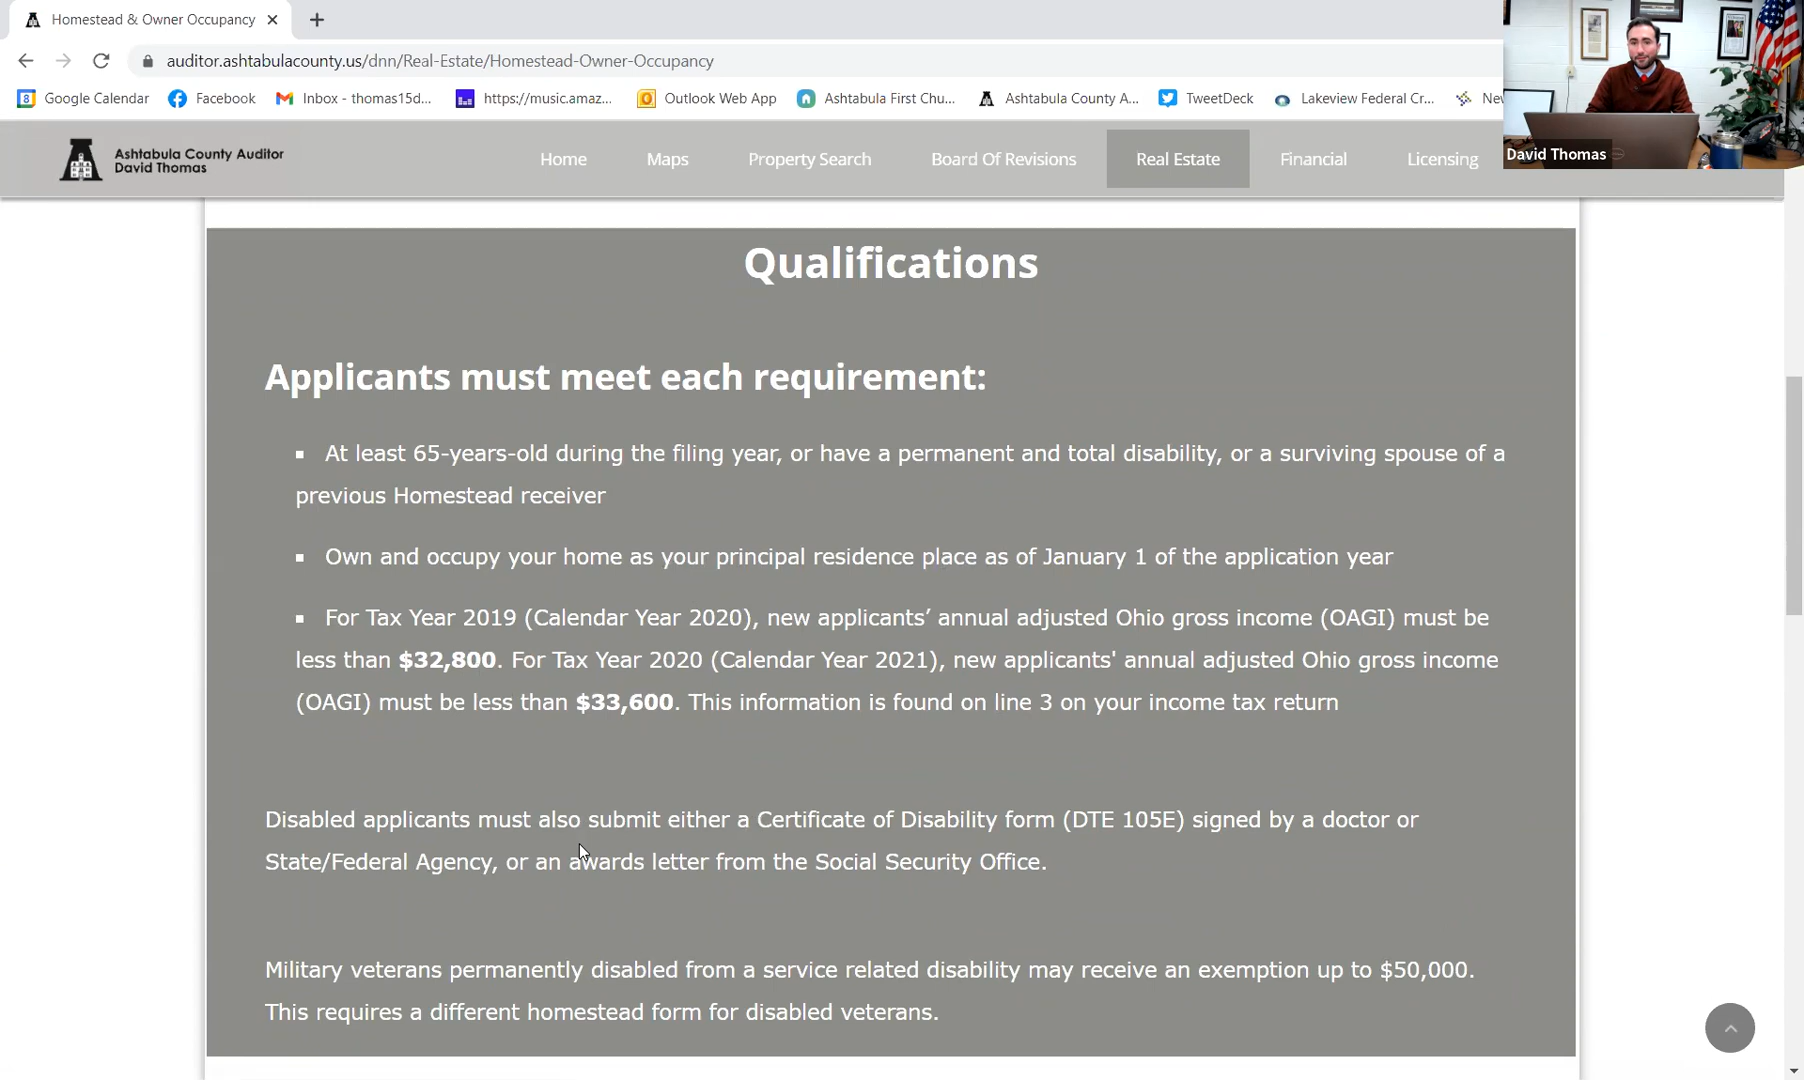 Homestead & Owner Occupancy
auditor.ashtabulacounty.us/dnn/Real-Estate/Homestead-Owner-Occupancy
Google Calendar
Facebook
Inbox - thomas15d...
https://music.amaz...
Outlook Web App
Ashtabula First Chu...
Ashtabula County A...
TweetDeck
Lakeview Federal Cr...
Nev
David Thomas
Ashtabula County Auditor
David Thomas
Home
Maps
Property Search
Board Of Revisions
Real Estate
Financial
Licensing
Qualifications
Applicants must meet each requirement:
At least 65-years-old during the filing year, or have a permanent and total disability, or a surviving spouse of a
previous Homestead receiver
Own and occupy your home as your principal residence place as of January 1 of the application year
For Tax Year 2019 (Calendar Year 2020), new applicants’ annual adjusted Ohio gross income (OAGI) must be
less than $32,800. For Tax Year 2020 (Calendar Year 2021), new applicants' annual adjusted Ohio gross income
(OAGI) must be less than $33,600. This information is found on line 3 on your income tax return
Disabled applicants must also submit either a Certificate of Disability form (DTE 105E) signed by a doctor or
State/Federal Agency, or an awards letter from the Social Security Office.
Military veterans permanently disabled from a service related disability may receive an exemption up to $50,000.
This requires a different homestead form for disabled veterans.